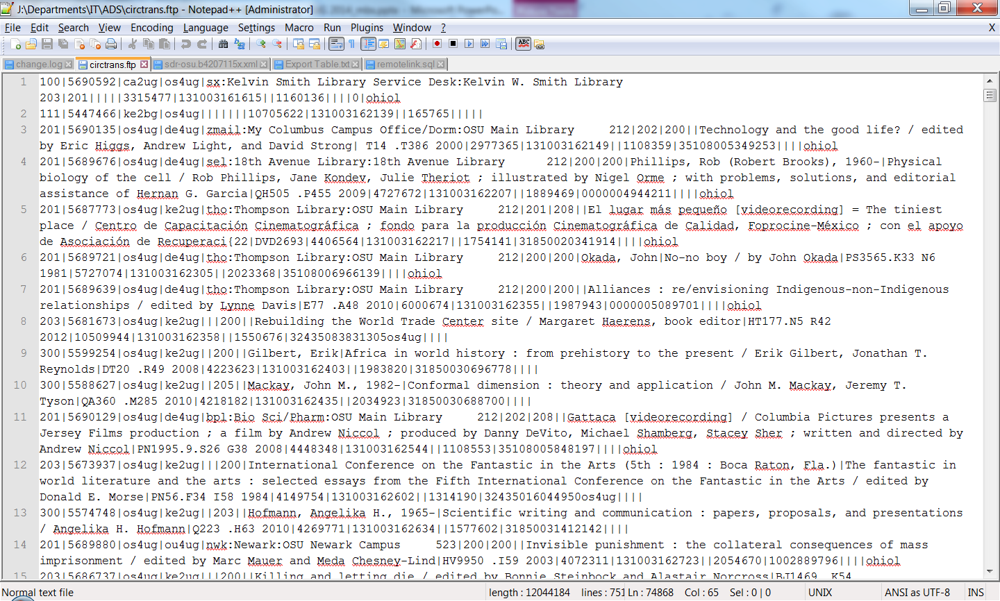 J:\Departments\IT\ADS\circtrans.ftp - Notepad++ [Administrator]
File Edit Search View Encoding Language Settings Macro Run Plugins Window ? X
change.log circtrans.ftp sdr-osu.b4207115x.xml Export Table.txt remotelink.sql
1 100|5690592|ca2ug|os4ug|sx:Kelvin Smith Library Service Desk:Kelvin W. Smith Library
203|201|||||3315477|131003161615||1160136||||0|ohiol
2 111|5447466|ke2bg|os4ug|||||||10705622|131003162139||165765|||||
3 201|5690135|os4ug|de4ug|zmail:My Columbus Campus Office/Dorm:OSU Main Library 212|202|200||Technology and the good life? / edited
by Eric Higgs, Andrew Light, and David Strong| T14 .T386 2000|2977365|131003162149||1108359|35108005349253||||ohiol
4 201|5689676|os4ug|de4ug|sel:18th Avenue Library:18th Avenue Library 212|200|200|Phillips, Rob (Robert Brooks), 1960-|Physical
biology of the cell / Rob Phillips, Jane Kondev, Julie Theriot ; illustrated by Nigel Orme ; with problems, solutions, and editorial
assistance of Hernan G. Garcia|QH505 .P455 2009|4727672|131003162207||1889469|0000004944211||||ohiol
5 201|5687773|os4ug|ke2ug|tho:Thompson Library:OSU Main Library 212|201|208||El lugar más pequeño [videorecording] = The tiniest
place / Centro de Capacitación Cinematográfica ; fondo para la producción Cinematográfica de Calidad, Foprocine-México ; con el apoyo
de Asociación de Recuperaci{22|DVD2693|4406564|131003162217||1754141|31850020341914||||ohiol
6 201|5689721|os4ug|de4ug|tho:Thompson Library:OSU Main Library 212|200|200|Okada, John|No-no boy / by John Okada|PS3565.K33 N6
1981|5727074|131003162305||2023368|35108006966139||||ohiol
7 201|5689639|os4ug|de4ug|tho:Thompson Library:OSU Main Library 212|200|200||Alliances : re/envisioning Indigenous-non-Indigenous
relationships / edited by Lynne Davis|E77 .A48 2010|6000674|131003162355||1987943|0000005089701||||ohiol
8 203|5681673|os4ug|ke2ug|||200||Rebuilding the World Trade Center site / Margaret Haerens, book editor|HT177.N5 R42
2012|10509944|131003162358||1550676|32435083831305os4ug||||
9 300|5599254|os4ug|ke2ug||200||Gilbert, Erik|Africa in world history : from prehistory to the present / Erik Gilbert, Jonathan T.
Reynolds|DT20 .R49 2008|4223623|131003162403||1983820|31850030696778||||
10 300|5588627|os4ug|ke2ug||205||Mackay, John M., 1982-|Conformal dimension : theory and application / John M. Mackay, Jeremy T.
Tyson|QA360 .M285 2010|4218182|131003162435||2034923|31850030688700||||
11 201|5690129|os4ug|de4ug|bpl:Bio Sci/Pharm:OSU Main Library 212|202|208||Gattaca [videorecording] / Columbia Pictures presents a
Jersey Films production ; a film by Andrew Niccol ; produced by Danny DeVito, Michael Shamberg, Stacey Sher ; written and directed by
Andrew Niccol|PN1995.9.S26 G38 2008|4448348|131003162544||1108553|35108005848197||||ohiol
12 203|5673937|os4ug|ke2ug|||200|International Conference on the Fantastic in the Arts (5th : 1984 : Boca Raton, Fla.)|The fantastic in
world literature and the arts : selected essays from the Fifth International Conference on the Fantastic in the Arts / edited by
Donald E. Morse|PN56.F34 I58 1984|4149754|131003162602||1314190|32435016044950os4ug||||
13 300|5574748|os4ug|ke2ug||203||Hofmann, Angelika H., 1965-|Scientific writing and communication : papers, proposals, and presentations
/ Angelika H. Hofmann|Q223 .H63 2010|4269771|131003162634||1577602|31850031412142||||
14 201|5689880|os4ug|ou4ug|nwk:Newark:OSU Newark Campus 523|200|200||Invisible punishment : the collateral consequences of mass
imprisonment / edited by Marc Mauer and Meda Chesney-Lind|HV9950 .I59 2003|4072311|131003162723||2054670|1002889796||||ohiol
15 203|5686737|os4ug|ke2ug|||200||Killing and letting die / edited by Bonnie Steinbock and Alastair Norcross|BJ1469 .K54
Normal text file length : 12044184 lines : 751 Ln : 74868 Col : 65 Sel : 0 | 0 UNIX ANSI as UTF-8 INS